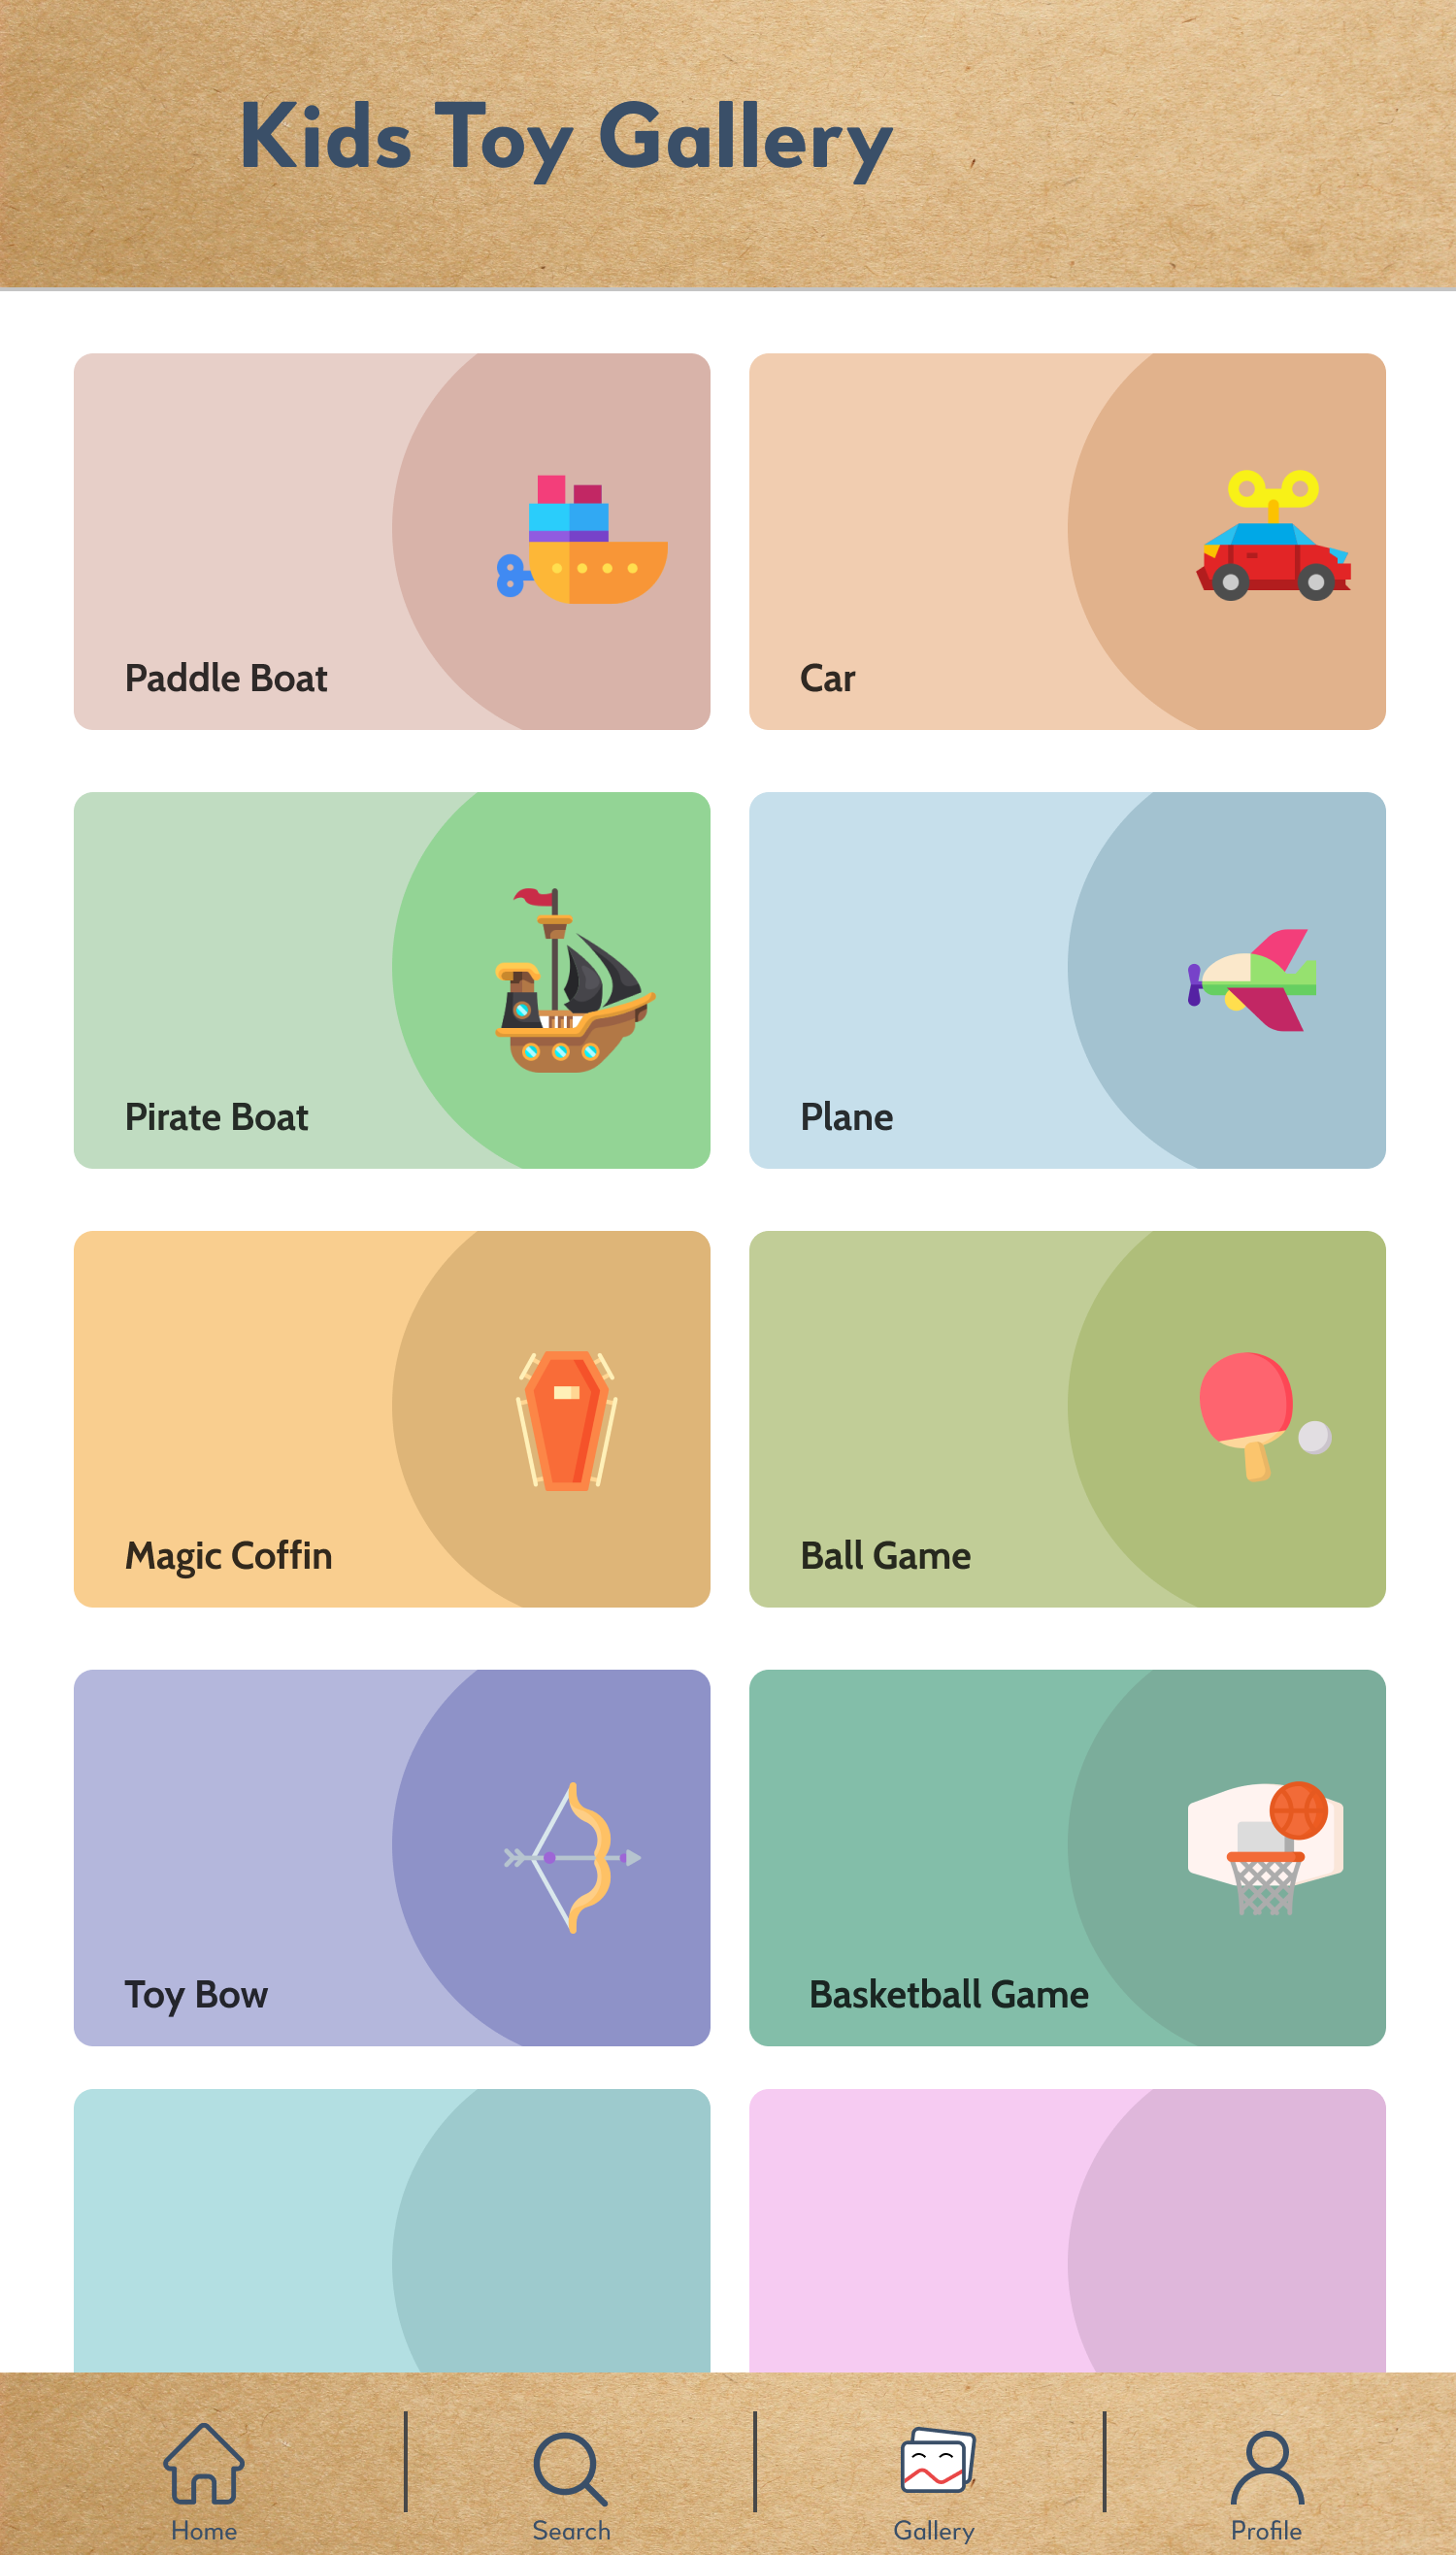 Kids Toy Gallery
Paddle Boat
Car
Pirate Boat
Plane
Magic Coffin
Ball Game
Toy Bow
Basketball Game
Home
Search
Gallery
Profile